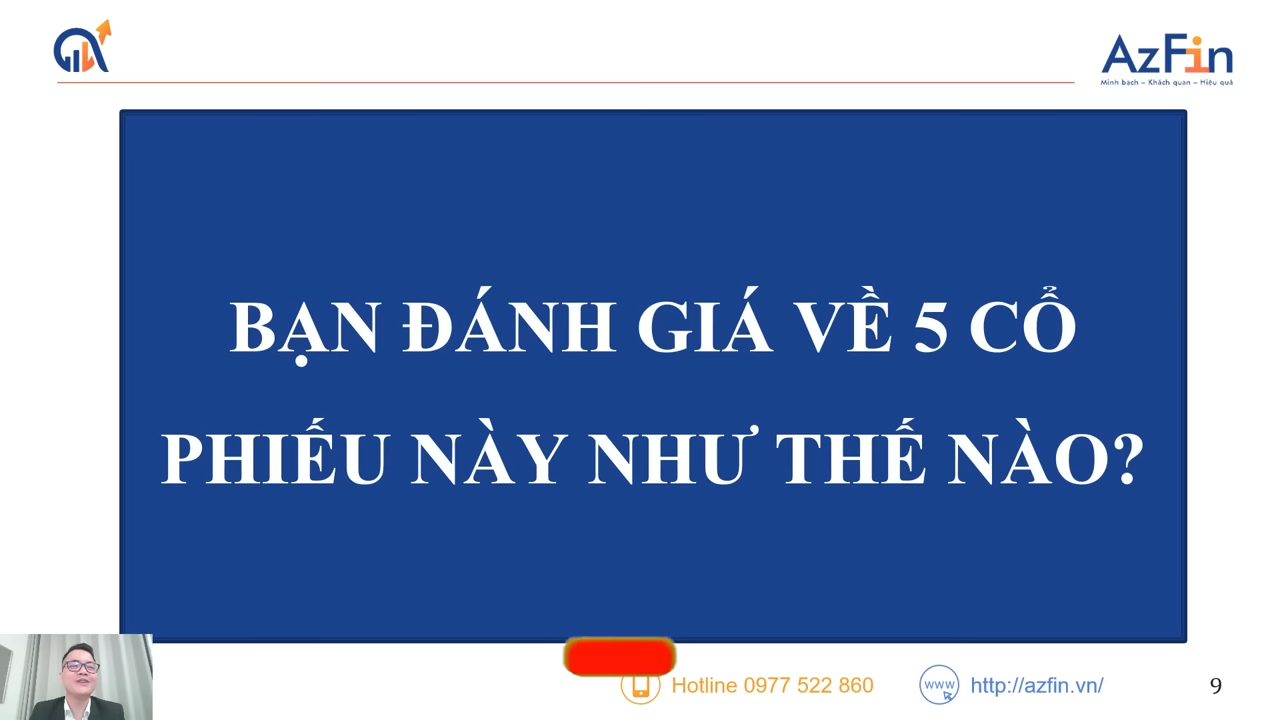 AzFin
Minh bạch – Khách quan – Hiệu quả
BẠN ĐÁNH GIÁ VỀ 5 CỔ
PHIẾU NÀY NHƯ THẾ NÀO?
Hotline 0977 522 860
www
http://azfin.vn/
9